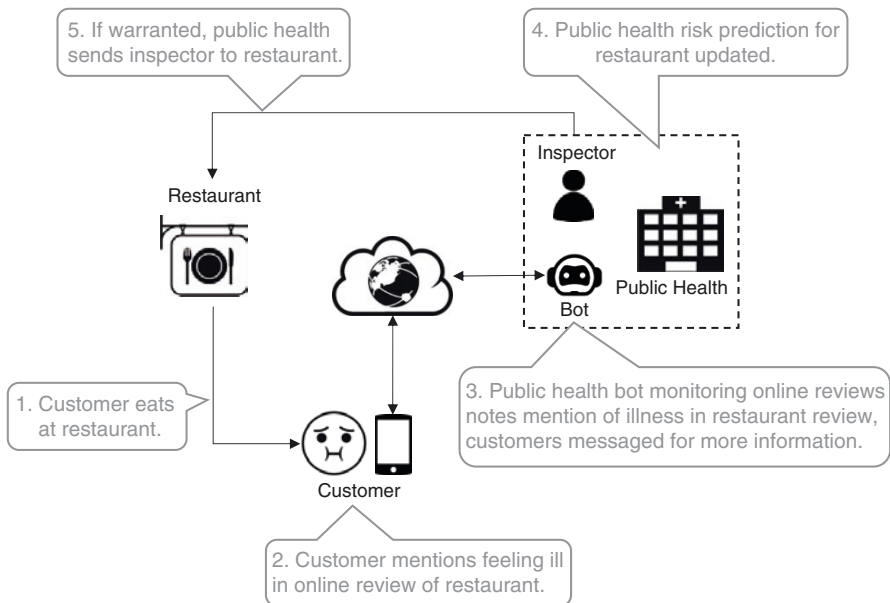 5. If warranted, public health
sends inspector to restaurant.
4. Public health risk prediction for
restaurant updated.
Inspector
Restaurant
Public Health
Bot
1. Customer eats
at restaurant.
3. Public health bot monitoring online reviews
notes mention of illness in restaurant review,
customers messaged for more information.
Customer
2. Customer mentions feeling ill
in online review of restaurant.